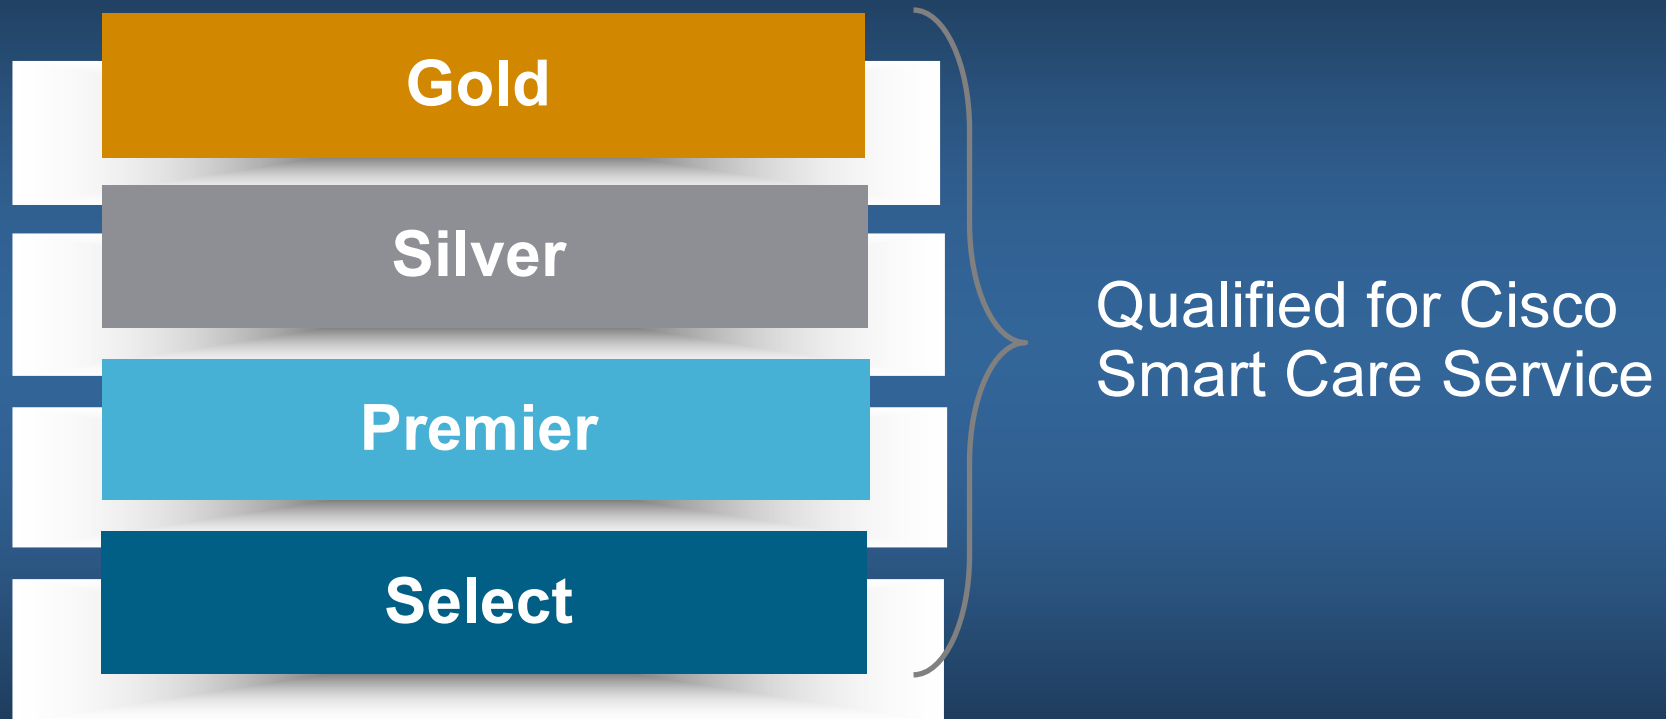 Gold
Silver
Premier
Select
Qualified for Cisco
Smart Care Service